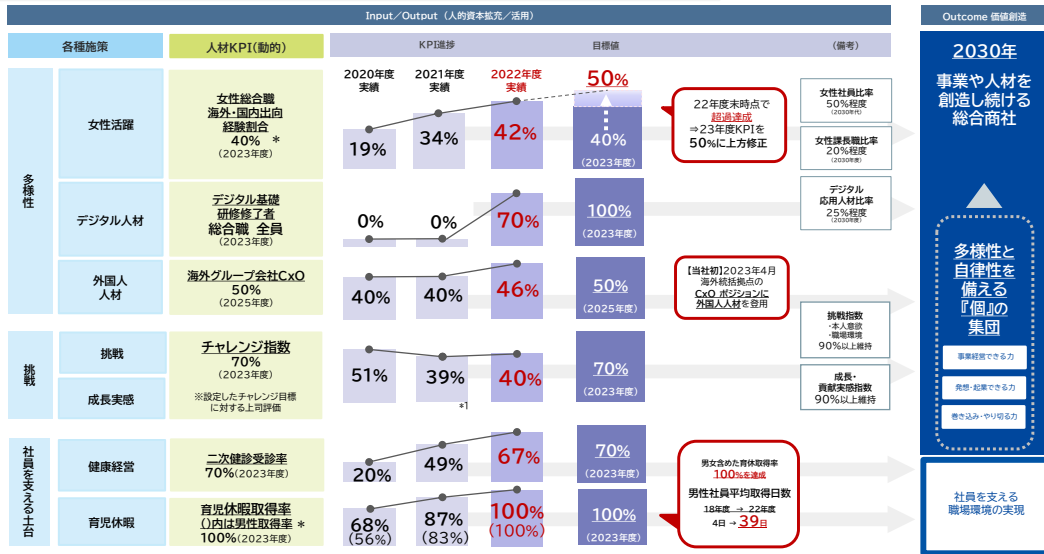 Input／Output（人的資本拡充／活用）
Outcome 価値創造
各種施策
人材KPI(動的)
KPI進捗
目標値
（備考）
2020年度
実績
2021年度
実績
2022年度
実績
多様性
女性活躍
女性総合職
海外・国内出向
経験割合
40% *
(2023年度)
19%
34%
42%
50%
40%
(2023年度)
22年度末時点で
超過達成
⇒23年度KPIを
50%に上方修正
女性社員比率
50%程度
(2030年代)
女性課長職比率
20%程度
(2030年度)
デジタル人材
デジタル基礎
研修修了者
総合職 全員
(2023年度)
0%
0%
70%
100%
(2023年度)
デジタル
応用人材比率
25%程度
(2030年度)
外国人
人材
海外グループ会社CxO
50%
(2025年度)
40%
40%
46%
50%
(2025年度)
【当社初】2023年4月
海外統括拠点の
CxO ポジションに
外国人人材を登用
挑戦
挑戦
成長実感
チャレンジ指数
70%
(2023年度)
※設定したチャレンジ目標
に対する上司評価
51%
39%
*1
40%
70%
(2023年度)
挑戦指数
・本人意欲
・職場環境
90%以上維持
成長・
貢献実感指数
90%以上維持
社員を支える土台
健康経営
二次健診受診率
70%(2023年度)
20%
49%
67%
70%
(2023年度)
育児休暇
育児休暇取得率
()内は男性取得率 *
100%(2023年度)
68%
(56%)
87%
(83%)
100%
(100%)
100%
(2023年度)
男女含めた育休取得率
100%を達成
男性社員平均取得日数
18年度 → 22年度
4日 → 39日
2030年
事業や人材を
創造し続ける
総合商社
多様性と
自律性を
備える
『個』の
集団
事業経営できる力
発想・起業できる力
巻き込み・やり切る力
社員を支える
職場環境の実現